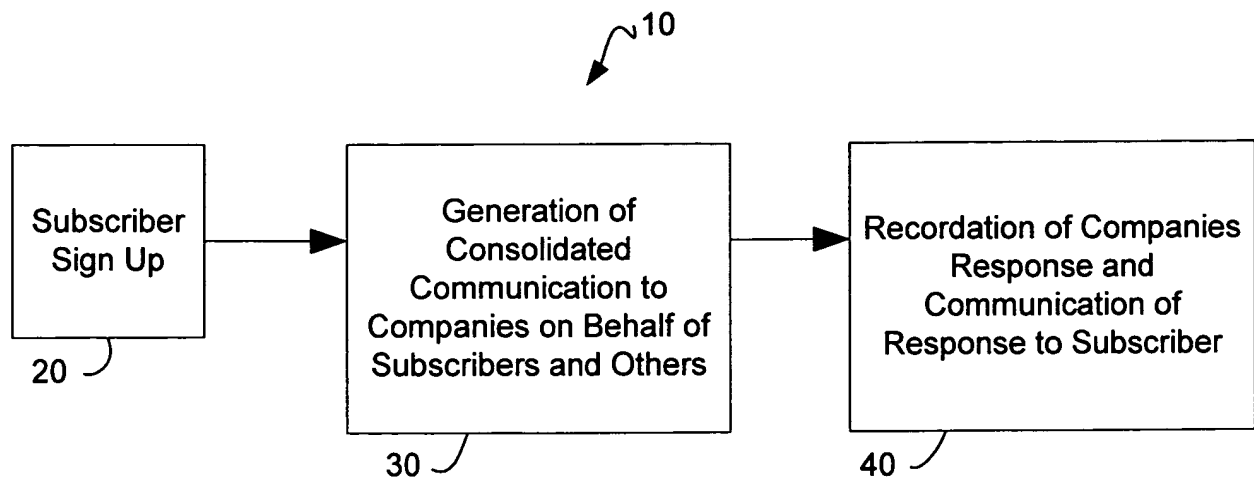 10
Subscriber
Sign Up
20
Generation of
Consolidated
Communication to
Companies on Behalf of
Subscribers and Others
30
Recordation of Companies
Response and
Communication of
Response to Subscriber
40